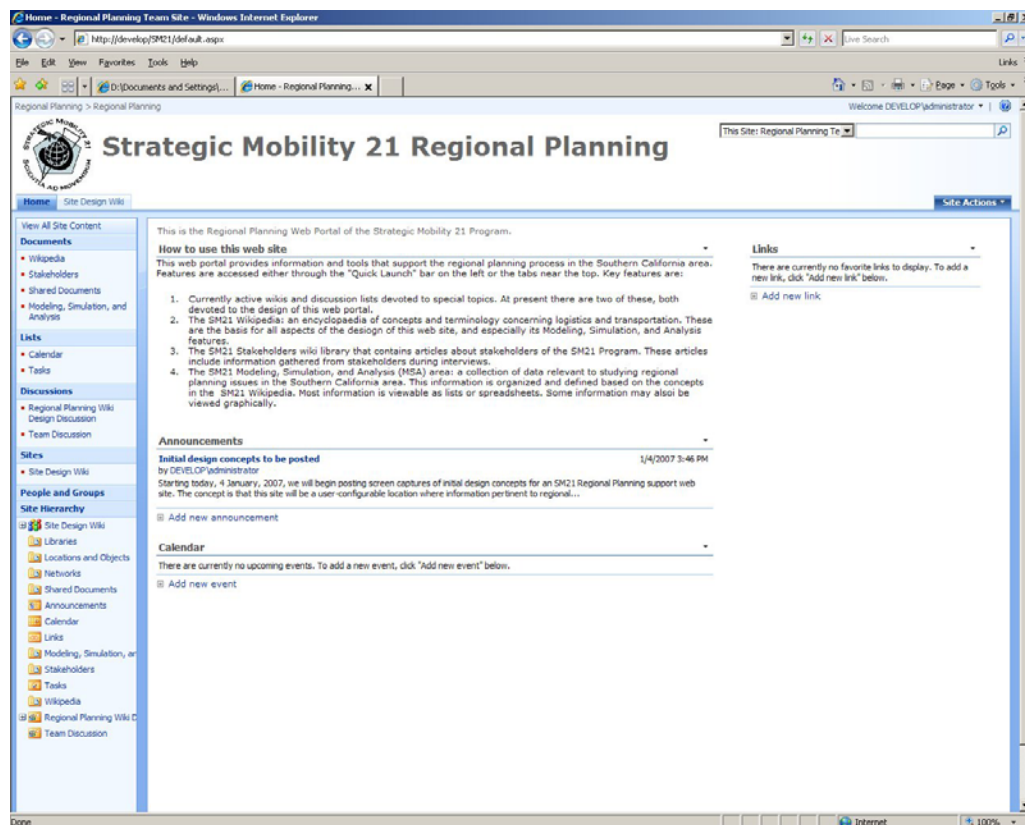 Home - Regional Planning Team Site - Windows Internet Explorer
http://develop/SM21/default.aspx
Live Search
File Edit View Favorites Tools Help
Links
D:\Documents and Settings\...
Home - Regional Planning...
Page
Tools
Regional Planning > Regional Planning
Welcome DEVELOP\administrator
STRATEGIC MOBILITY 21
SCIENTIA AD MOVENDUM
Strategic Mobility 21 Regional Planning
This Site: Regional Planning Te
Home
Site Design Wiki
Site Actions
View All Site Content
Documents
Wikipedia
Stakeholders
Shared Documents
Modeling, Simulation, and
Analysis
Lists
Calendar
Tasks
Discussions
Regional Planning Wiki
Design Discussion
Team Discussion
Sites
Site Design Wiki
People and Groups
Site Hierarchy
Site Design Wiki
Libraries
Locations and Objects
Networks
Shared Documents
Announcements
Calendar
Links
Modeling, Simulation, an
Stakeholders
Tasks
Wikipedia
Regional Planning Wiki D
Team Discussion
This is the Regional Planning Web Portal of the Strategic Mobility 21 Program.
How to use this web site
This web portal provides information and tools that support the regional planning process in the Southern California area.
Features are accessed either through the "Quick Launch" bar on the left or the tabs near the top. Key features are:
1. Currently active wikis and discussion lists devoted to special topics. At present there are two of these, both
devoted to the design of this web portal.
2. The SM21 Wikipedia: an encyclopaedia of concepts and terminology concerning logistics and transportation. These
are the basis for all aspects of the desiogn of this web site, and especially its Modeling, Simulation, and Analysis
features.
3. The SM21 Stakeholders wiki library that contains articles about stakeholders of the SM21 Program. These articles
include information gathered from stakeholders during interviews.
4. The SM21 Modeling, Simulation, and Analysis (MSA) area: a collection of data relevant to studying regional
planning issues in the Southern California area. This information is organized and defined based on the concepts
in the SM21 Wikipedia. Most information is viewable as lists or spreadsheets. Some information may alsoi be
viewed graphically.
Announcements
Initial design concepts to be posted
1/4/2007 3:46 PM
by DEVELOP\administrator
Starting today, 4 January, 2007, we will begin posting screen captures of initial design concepts for an SM21 Regional Planning support web
site. The concept is that this site will be a user-configurable location where information pertinent to regional...
Add new announcement
Calendar
There are currently no upcoming events. To add a new event, click "Add new event" below.
Add new event
Links
There are currently no favorite links to display. To add a
new link, click "Add new link" below.
Add new link
Done
Internet
100%